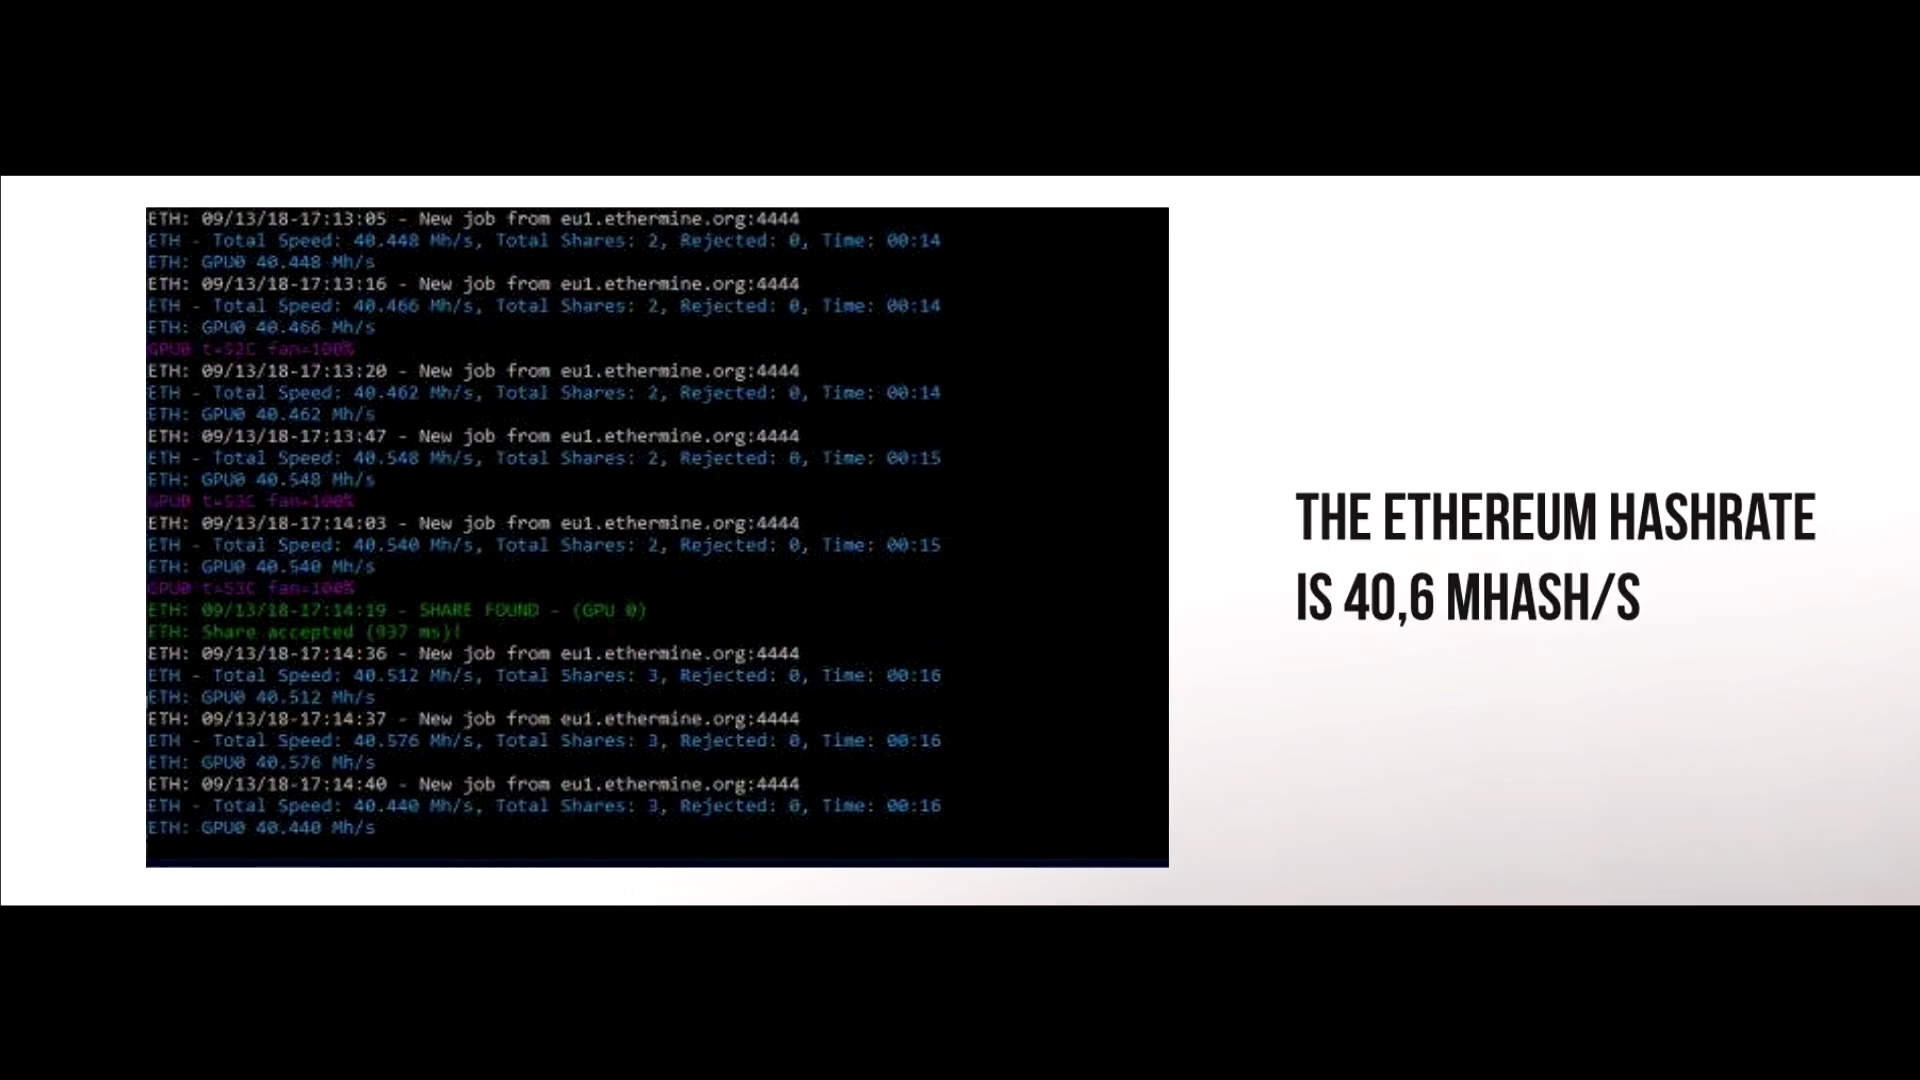 ETH: 09/13/18-17:13:05 - New job from eu1.ethermine.org:4444
ETH - Total Speed: 40.448 Mh/s, Total Shares: 2, Rejected: 0, Time: 00:14
ETH: GPU0 40.448 Mh/s
ETH: 09/13/18-17:13:16 - New job from eu1.ethermine.org:4444
ETH - Total Speed: 40.466 Mh/s, Total Shares: 2, Rejected: 0, Time: 00:14
ETH: GPU0 40.466 Mh/s
GPU0 t=52C fan=100%
ETH: 09/13/18-17:13:20 - New job from eu1.ethermine.org:4444
ETH - Total Speed: 40.462 Mh/s, Total Shares: 2, Rejected: 0, Time: 00:14
ETH: GPU0 40.462 Mh/s
ETH: 09/13/18-17:13:47 - New job from eu1.ethermine.org:4444
ETH - Total Speed: 40.548 Mh/s, Total Shares: 2, Rejected: 0, Time: 00:15
ETH: GPU0 40.548 Mh/s
GPU0 t=53C fan=100%
ETH: 09/13/18-17:14:03 - New job from eu1.ethermine.org:4444
ETH - Total Speed: 40.540 Mh/s, Total Shares: 2, Rejected: 0, Time: 00:15
ETH: GPU0 40.540 Mh/s
GPU0 t=53C fan=100%
ETH: 09/13/18-17:14:19 - SHARE FOUND - (GPU 0)
ETH: Share accepted (937 ms)!
ETH: 09/13/18-17:14:36 - New job from eu1.ethermine.org:4444
ETH - Total Speed: 40.512 Mh/s, Total Shares: 3, Rejected: 0, Time: 00:16
ETH: GPU0 40.512 Mh/s
ETH: 09/13/18-17:14:37 - New job from eu1.ethermine.org:4444
ETH - Total Speed: 40.576 Mh/s, Total Shares: 3, Rejected: 0, Time: 00:16
ETH: GPU0 40.576 Mh/s
ETH: 09/13/18-17:14:40 - New job from eu1.ethermine.org:4444
ETH - Total Speed: 40.440 Mh/s, Total Shares: 3, Rejected: 0, Time: 00:16
ETH: GPU0 40.440 Mh/s
THE ETHEREUM HASHRATE
IS 40,6 MHASH/S